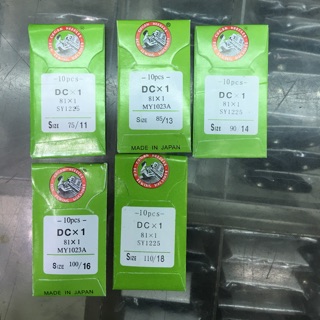 -10pcs-
DC×1
81×1
SY1225
SIZE 75/11
-10pcs-
DC×1
81×1
MY1023A
SIZE 85/13
MADE IN JAPAN
-10pcs-
DC×1
81×1
SY1225
SIZE 90/14
-10pcs-
DC×1
81×1
MY1023A
SIZE 100/16
MADE IN JAPAN
-10pcs-
DC×1
81×1
SY1225
SIZE 110/18